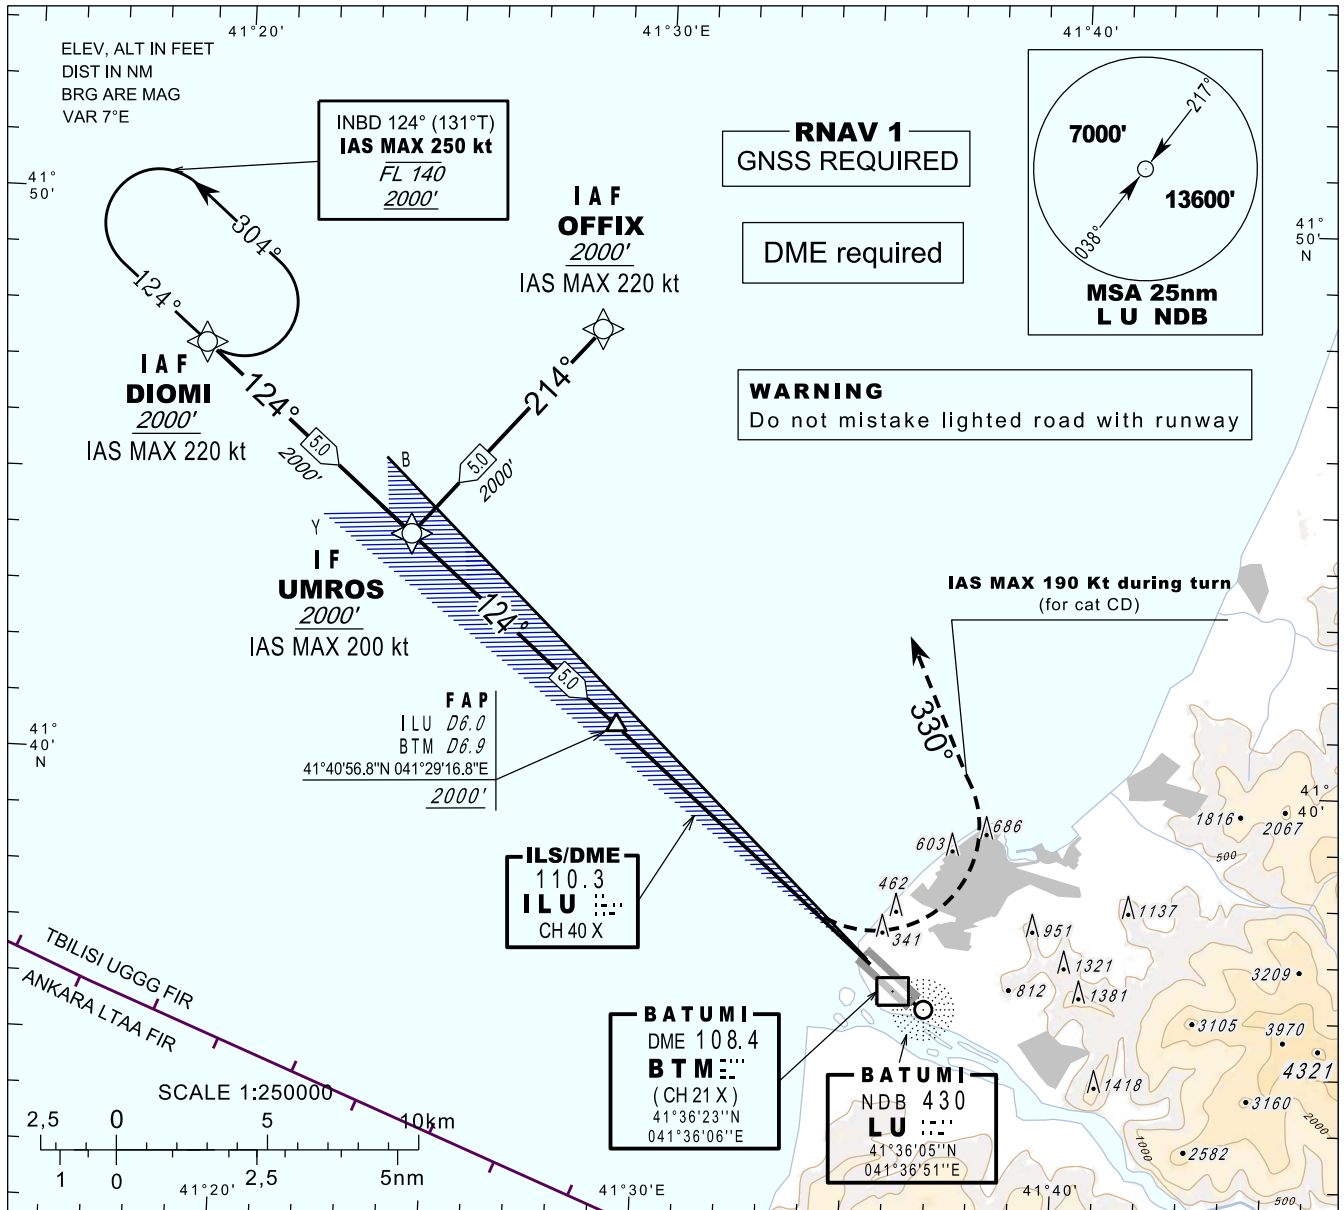 41°20'
41°30'E
41°40'
ELEV, ALT IN FEET
DIST IN NM
BRG ARE MAG
VAR 7°E
INBD 124° (131°T)
IAS MAX 250 kt
FL 140
2000'
RNAV 1
GNSS REQUIRED
DME required
7000'
217°
13600'
038°
MSA 25nm
L U NDB
41°
50'
41°
50'
N
304°
124°
IAF
OFFIX
2000'
IAS MAX 220 kt
IAF
DIOMI
2000'
IAS MAX 220 kt
124°
5.0
2000'
214°
5.0
2000'
WARNING
Do not mistake lighted road with runway
B
Y
IF
UMROS
2000'
IAS MAX 200 kt
124°
5.0
IAS MAX 190 Kt during turn
(for cat CD)
330°
FAP
ILU D6.0
BTM D6.9
41°40'56.8"N 041°29'16.8"E
2000'
41°
40'
N
41°
40'
ILS/DME
110.3
ILU
CH 40 X
603
686
462
341
1816
2067
500
1137
951
1321
1381
812
3209
3105
3970
4321
3160
1418
2582
1000
2000
500
TBILISI UGGG FIR
ANKARA LTAA FIR
BATUMI
DME 108.4
BTM
( CH 21 X )
41°36'23''N
041°36'06''E
BATUMI
NDB 430
LU
41°36'05''N
041°36'51''E
SCALE 1:250000
2,5 0 5 10km
1 0 2,5 5nm
41°20'
41°30'E
41°40'